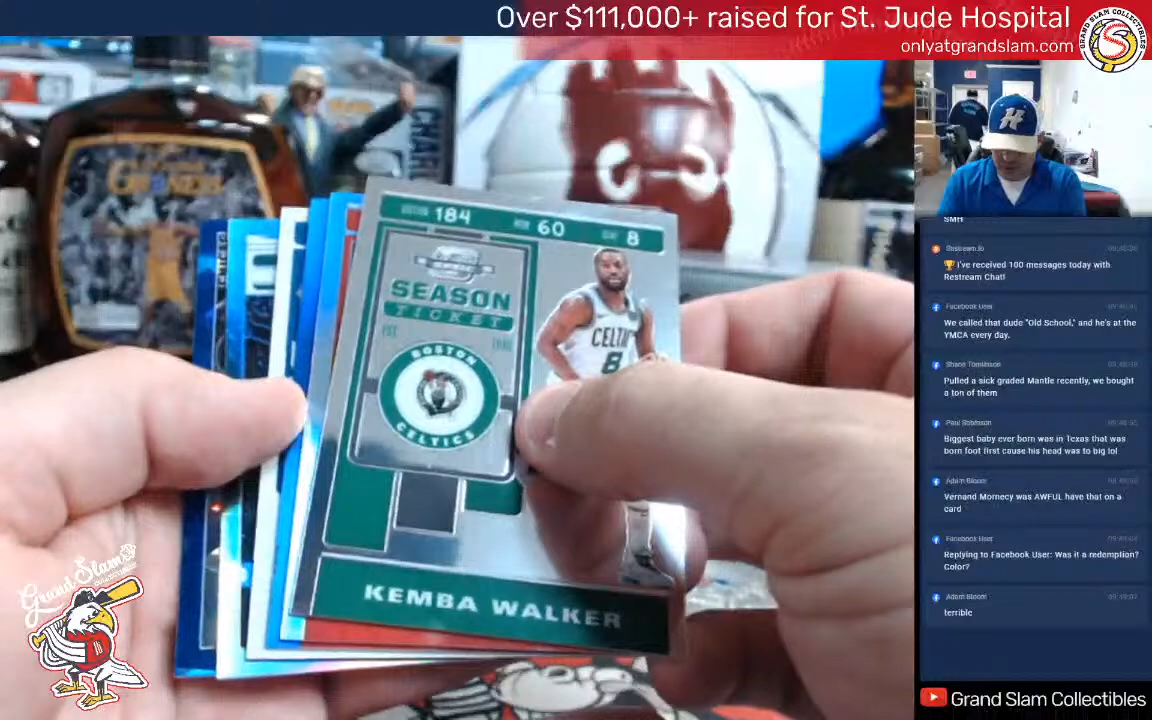 Over $111,000+ raised for St. Jude Hospital
onlyatgrandslam.com
GRAND SLAM COLLECTIBLES
184 60 8
SEASON
TICKET
BOSTON
CELTICS
CELTI
8
KEMBA WALKER
SMH
Restream.io
🏆 I've received 100 messages today with
Restream Chat!
Facebook User
We called that dude "Old School," and he's at the
YMCA every day.
Shane Tomlinson
Pulled a sick graded Mantle recently, we bought
a ton of them
Biggest baby ever born was in Texas that was
born foot first cause his head was to big lol
Adam Bloom
Vernand Mornecy was AWFUL have that on a
card
Facebook User
Replying to Facebook User: Was it a redemption?
Color?
Adam Bloom
terrible
Grand Slam
Grand Slam Collectibles